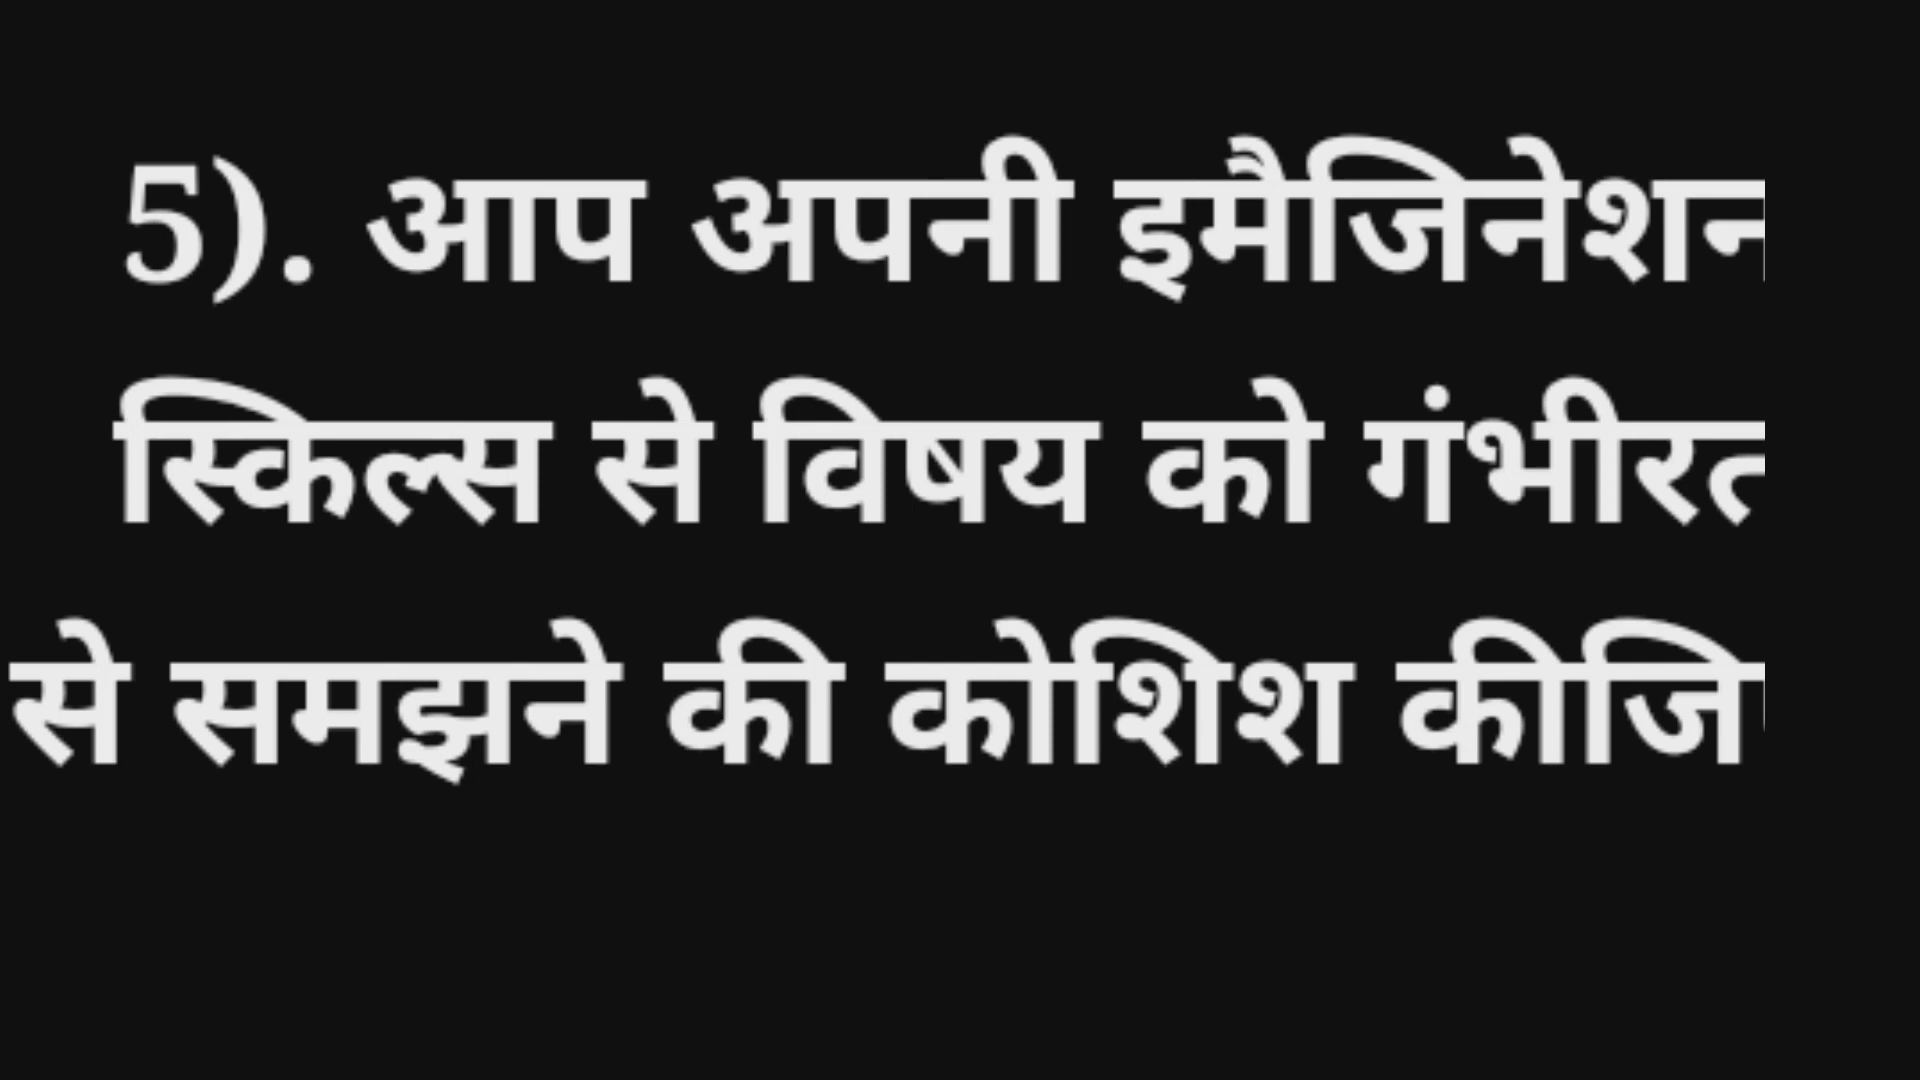 5). आप अपनी इमैजिनेशन
स्किल्स से विषय को गंभीरत
से समझने की कोशिश कीजि